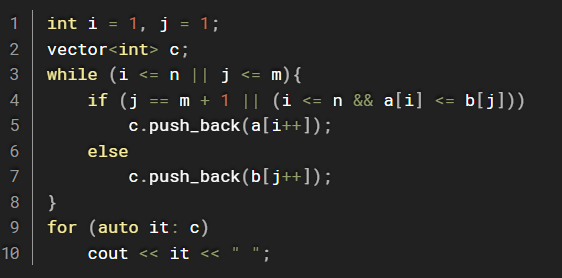 1 int i = 1, j = 1;
2 vector<int> c;
3 while (i <= n || j <= m){
4     if (j == m + 1 || (i <= n && a[i] <= b[j]))
5         c.push_back(a[i++]);
6     else
7         c.push_back(b[j++]);
8 }
9 for (auto it: c)
10     cout << it << " ";